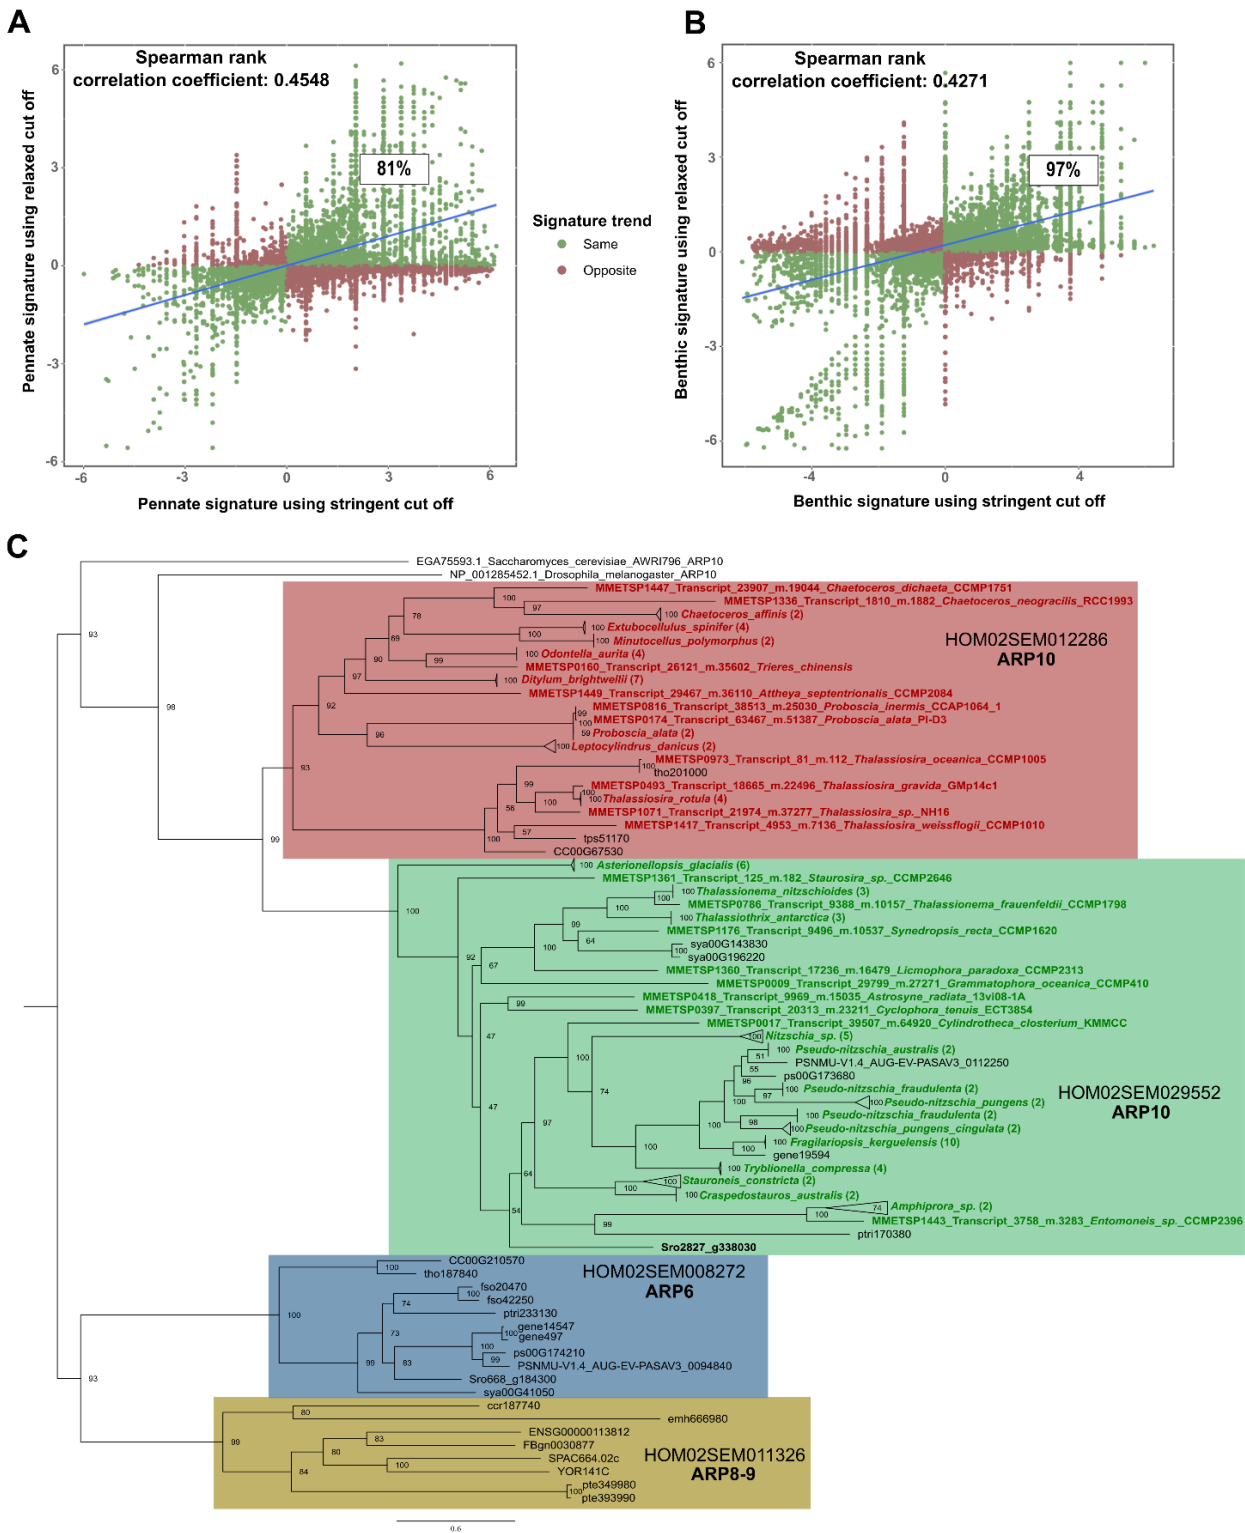 A
Spearman rank
correlation coefficient: 0.4548
81%
Pennate signature using relaxed cut off
6
3
0
-3
-6
-6
-3
0
3
6
Pennate signature using stringent cut off
Signature trend
Same
Opposite
B
Spearman rank
correlation coefficient: 0.4271
97%
Benthic signature using relaxed cut off
6
3
0
-3
-6
-4
0
4
Benthic signature using stringent cut off
C
EGA75593.1_Saccharomyces_cerevisiae_AWRI796_ARP10
NP_001285452.1_Drosophila_melanogaster_ARP10
MMETSP1447_Transcript_23907_m.19044_Chaetoceros_dichaeta_CCMP1751
MMETSP1336_Transcript_1810_m.1882_Chaetoceros_neogracilis_RCC1993
Chaetoceros_affinis (2)
Extubocellulus_spinifer (4)
Minutocellus_polymorphus (2)
Odontella_aurita (4)
MMETSP0160_Transcript_26121_m.35602_Trieres_chinensis
Ditylum_brightwellii (7)
MMETSP1449_Transcript_29467_m.36110_Attheya_septentrionalis_CCMP2084
MMETSP0816_Transcript_38513_m.25030_Proboscia_inermis_CCAP1064_1
MMETSP0174_Transcript_63467_m.51387_Proboscia_alata_PI-D3
Proboscia_alata (2)
Leptocylindrus_danicus (2)
MMETSP0973_Transcript_81_m.112_Thalassiosira_oceanica_CCMP1005
tho201000
MMETSP0493_Transcript_18665_m.22496_Thalassiosira_gravida_GMp14c1
Thalassiosira_rotula (4)
MMETSP1071_Transcript_21974_m.37277_Thalassiosira_sp._NH16
MMETSP1417_Transcript_4953_m.7136_Thalassiosira_weissflogii_CCMP1010
tps51170
CC00G67530
HOM02SEM012286
ARP10
Asterionellopsis_glacialis (6)
MMETSP1361_Transcript_125_m.182_Staurosira_sp._CCMP2646
Thalassionema_nitzschioides (3)
MMETSP0786_Transcript_9388_m.10157_Thalassionema_frauenfeldii_CCMP1798
Thalassiothrix_antarctica (3)
MMETSP1176_Transcript_9496_m.10537_Synedropsis_recta_CCMP1620
sya00G143830
sya00G196220
MMETSP1360_Transcript_17236_m.16479_Licmophora_paradoxa_CCMP2313
MMETSP0009_Transcript_29799_m.27271_Grammatophora_oceanica_CCMP410
MMETSP0418_Transcript_9969_m.15035_Astrosyne_radiata_13vi08-1A
MMETSP0397_Transcript_20313_m.23211_Cyclophora_tenuis_ECT3854
MMETSP0017_Transcript_39507_m.64920_Cylindrotheca_closterium_KMMCC
Nitzschia_sp. (5)
Pseudo-nitzschia_australis (2)
PSNMU-V1.4_AUG-EV-PASAV3_0112250
ps00G173680
Pseudo-nitzschia_fraudulenta (2)
Pseudo-nitzschia_pungens (2)
Pseudo-nitzschia_fraudulenta (2)
Pseudo-nitzschia_pungens_cingulata (2)
Fragilariopsis_kerguelensis (10)
gene19594
Tryblionella_compressa (4)
Stauroneis_constricta (2)
Craspedostauros_australis (2)
Amphiprora_sp. (2)
MMETSP1443_Transcript_3758_m.3283_Entomoneis_sp._CCMP2396
ptri170380
Sro2827_g338030
HOM02SEM029552
ARP10
CC00G210570
tho187840
fso20470
fso42250
ptri233130
gene14547
gene497
ps00G174210
PSNMU-V1.4_AUG-EV-PASAV3_0094840
Sro668_g184300
sya00G41050
HOM02SEM008272
ARP6
ccr187740
emh666980
ENSG00000113812
FBgn0030877
SPAC664.02c
YOR141C
pte349980
pte393990
HOM02SEM011326
ARP8-9
0.6